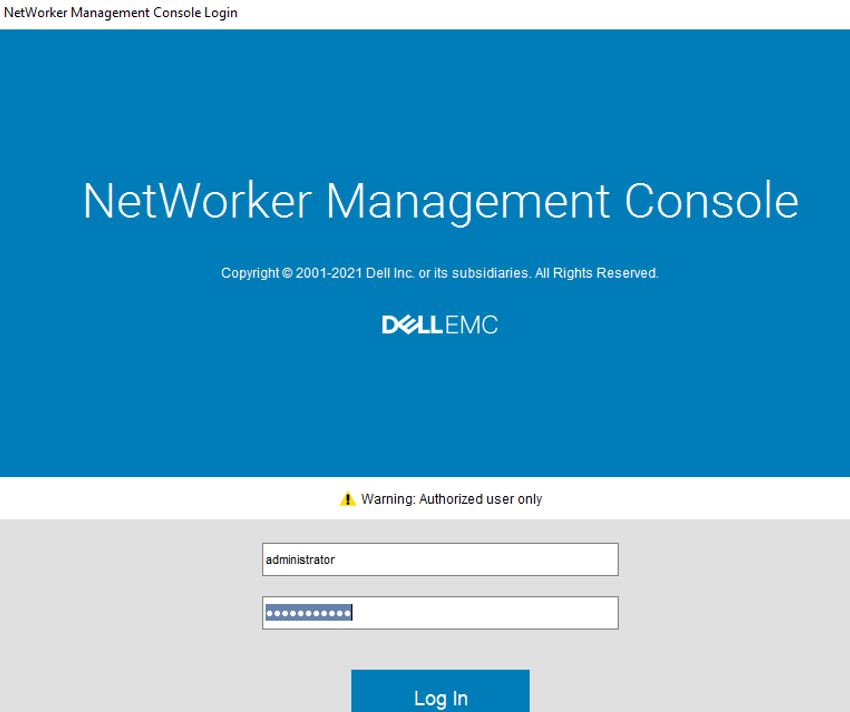 NetWorker Management Console Login
NetWorker Management Console
Copyright © 2001-2021 Dell Inc. or its subsidiaries. All Rights Reserved.
DELLEMC
Warning: Authorized user only
administrator
•••••••••••
Log In